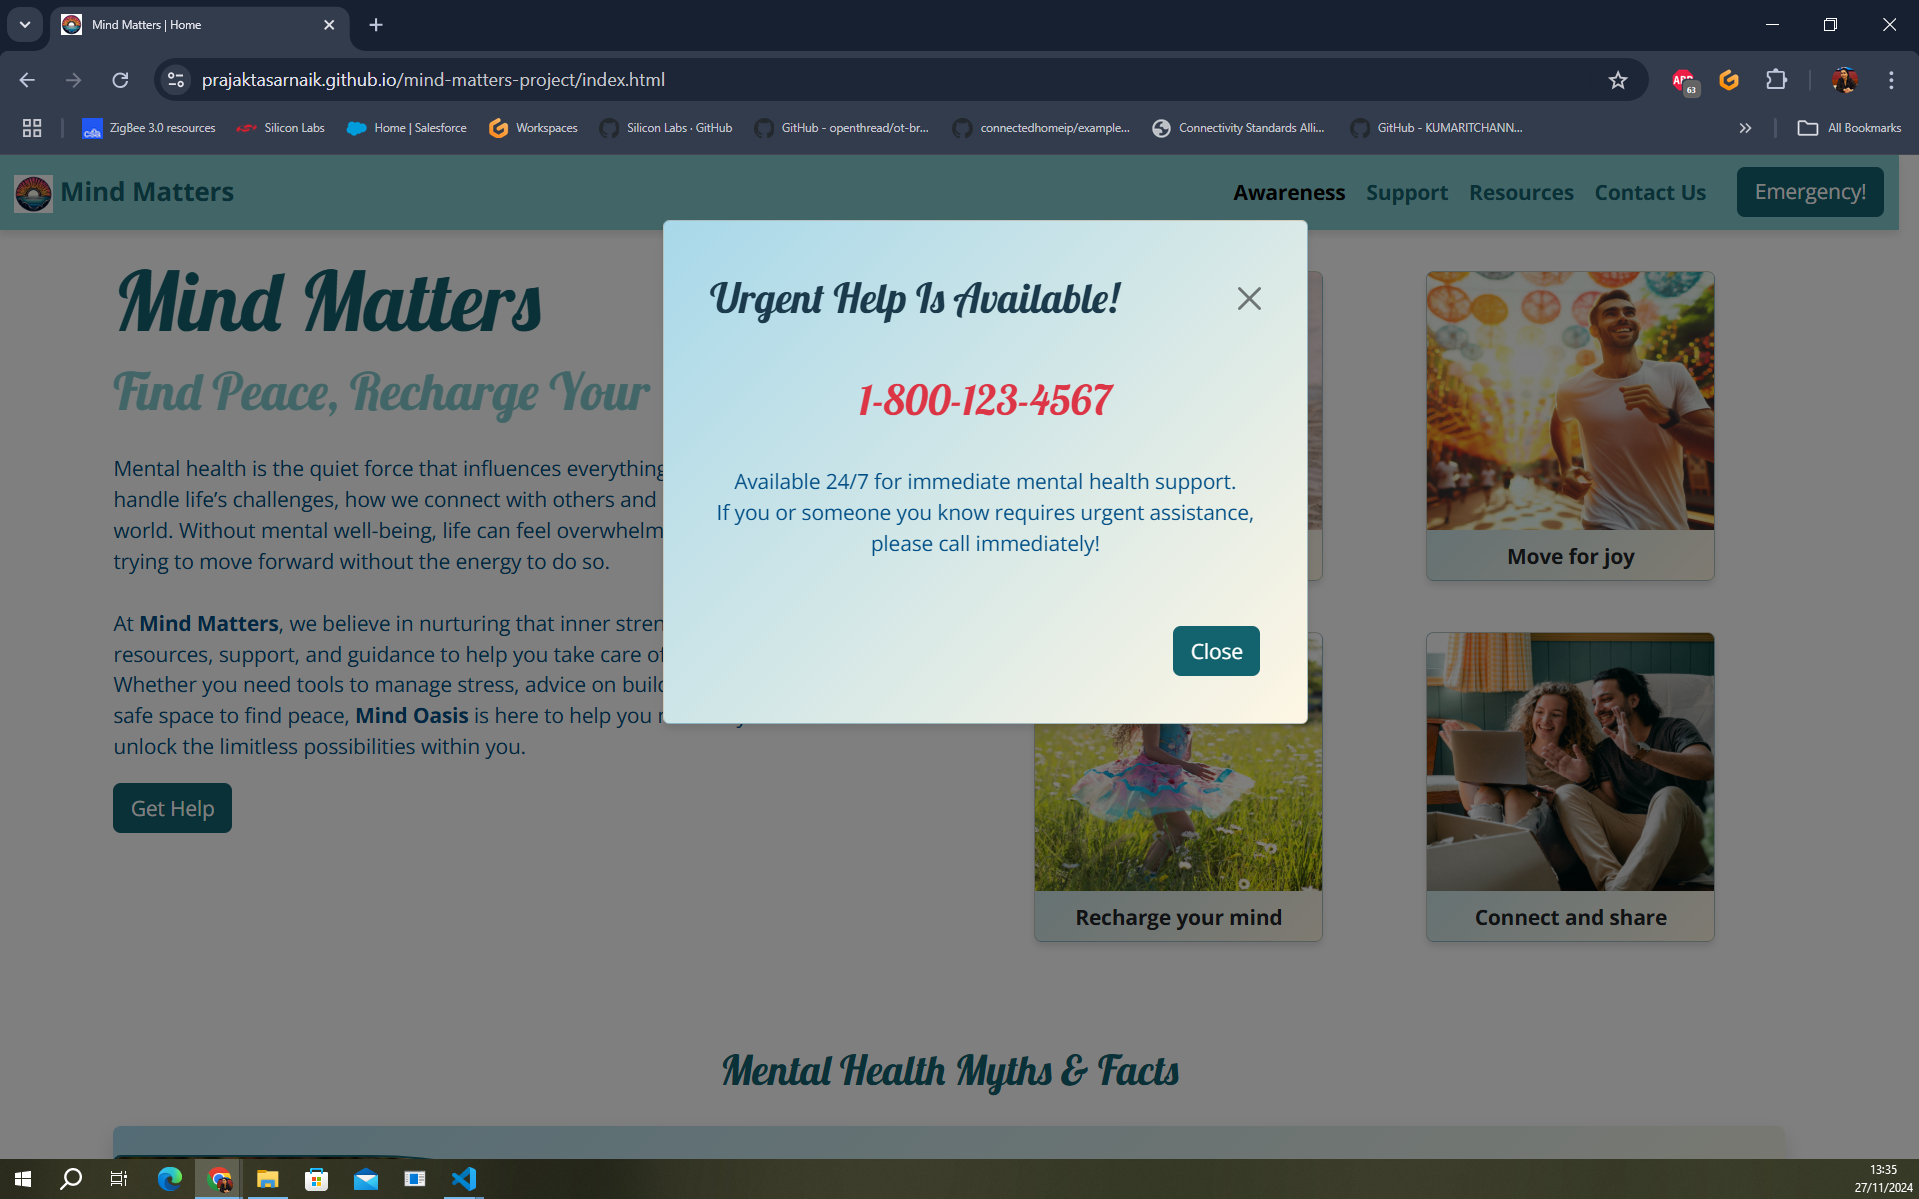 Mind Matters | Home
prajaktasarnaik.github.io/mind-matters-project/index.html
63
ZigBee 3.0 resources
Silicon Labs
Home | Salesforce
Workspaces
Silicon Labs · GitHub
GitHub - openthread/ot-br...
connectedhomeip/example...
Connectivity Standards Alli...
GitHub - KUMARITCHANN...
All Bookmarks
Mind Matters
Awareness
Support
Resources
Contact Us
Emergency!
Mind Matters
Find Peace, Recharge Your
Mental health is the quiet force that influences everything
handle life’s challenges, how we connect with others and
world. Without mental well-being, life can feel overwhelm
trying to move forward without the energy to do so.
At Mind Matters, we believe in nurturing that inner stren
resources, support, and guidance to help you take care of
Whether you need tools to manage stress, advice on build
safe space to find peace, Mind Oasis is here to help you
unlock the limitless possibilities within you.
Get Help
Urgent Help Is Available!
1-800-123-4567
Available 24/7 for immediate mental health support.
If you or someone you know requires urgent assistance,
please call immediately!
Close
Move for joy
Recharge your mind
Connect and share
Mental Health Myths & Facts
13:35
27/11/2024